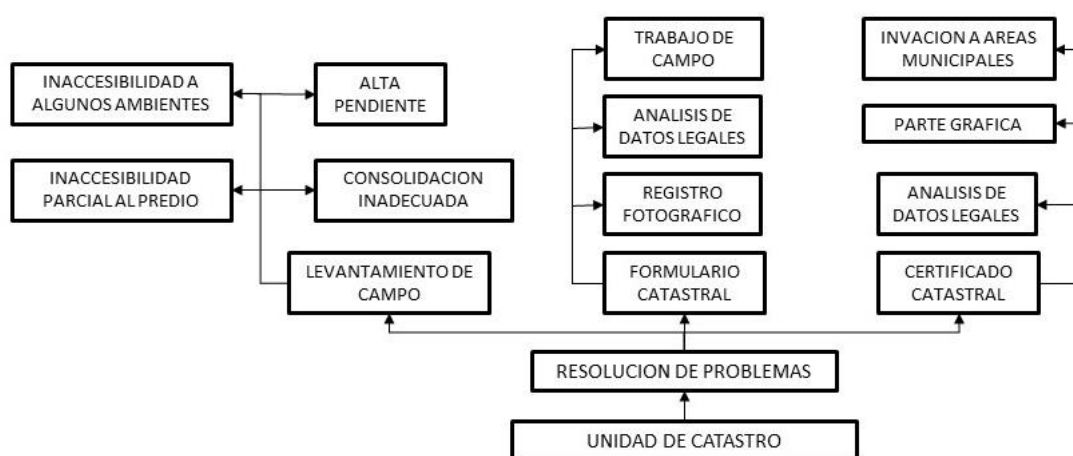 TRABAJO DE
CAMPO
INVACION A AREAS
MUNICIPALES
INACCESIBILIDAD A
ALGUNOS AMBIENTES
ALTA
PENDIENTE
ANALISIS DE
DATOS LEGALES
PARTE GRAFICA
INACCESIBILIDAD
PARCIAL AL PREDIO
CONSOLIDACION
INADECUADA
REGISTRO
FOTOGRAFICO
ANALISIS DE
DATOS LEGALES
LEVANTAMIENTO DE
CAMPO
FORMULARIO
CATASTRAL
CERTIFICADO
CATASTRAL
RESOLUCION DE PROBLEMAS
UNIDAD DE CATASTRO